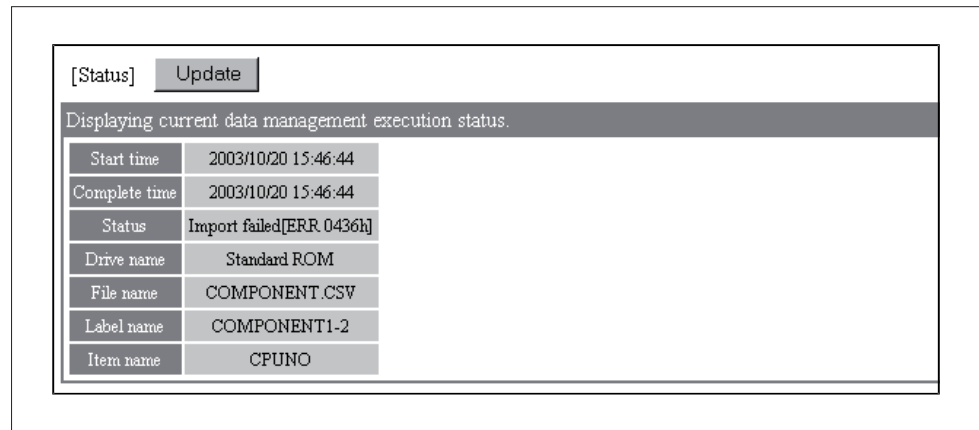 [Status] Update
Displaying current data management execution status.
Start time 2003/10/20 15:46:44
Complete time 2003/10/20 15:46:44
Status Import failed[ERR 0436h]
Drive name Standard ROM
File name COMPONENT.CSV
Label name COMPONENT1-2
Item name CPUNO